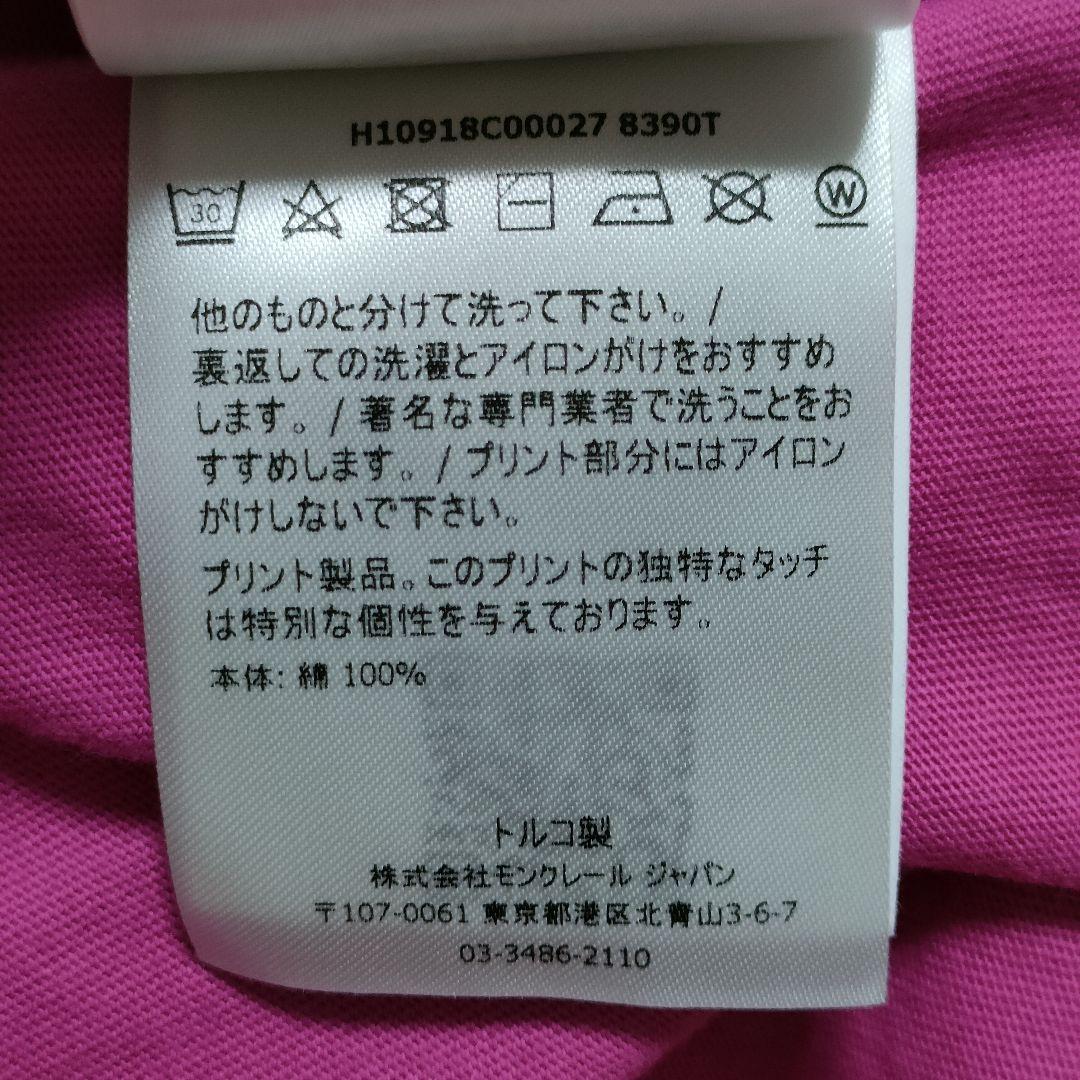 H10918C00027 8390T
30
W
他のものと分けて洗って下さい。/
裏返しての洗濯とアイロンがけをおすすめ
します。/ 著名な専門業者で洗うことをお
すすめします。/ プリント部分にはアイロン
がけしないで下さい。
プリント製品。このプリントの独特なタッチ
は特別な個性を与えております。
本体: 綿 100%
トルコ製
株式会社モンクレール ジャパン
〒107-0061 東京都港区北青山3-6-7
03-3486-2110